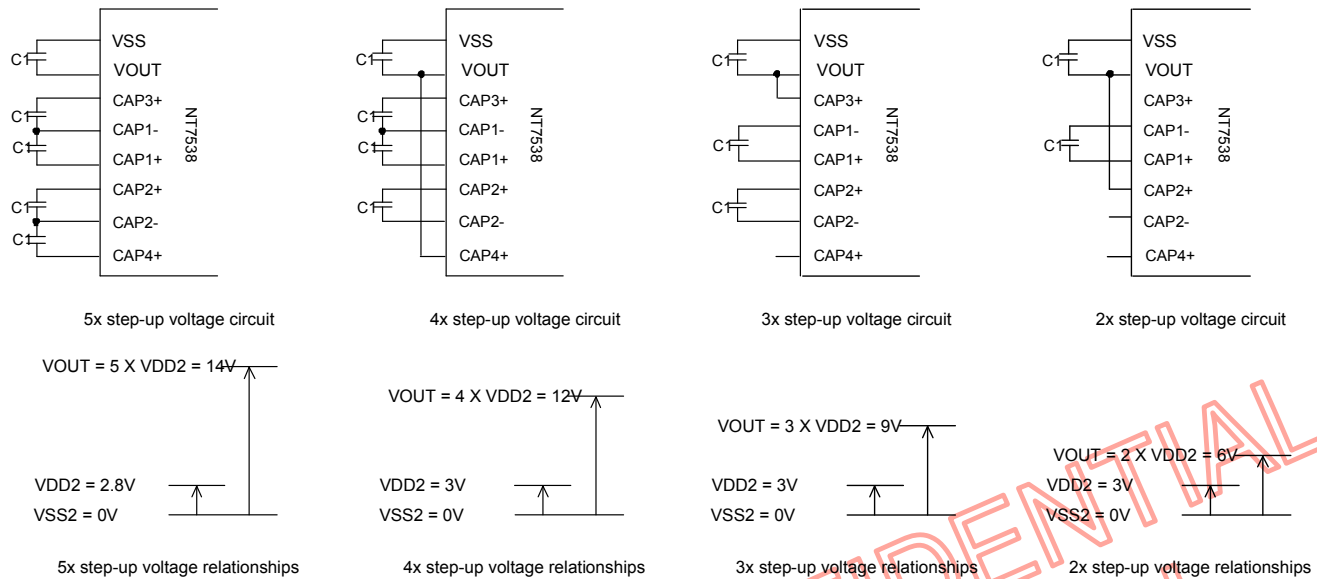 VSS
C1
VOUT
CAP3+
C1
CAP1-
C1
CAP1+
CAP2+
C1
CAP2-
C1
CAP4+
NT7538
5x step-up voltage circuit
VSS
C1
VOUT
CAP3+
C1
CAP1-
C1
CAP1+
CAP2+
C1
CAP2-
CAP4+
NT7538
4x step-up voltage circuit
VSS
C1
VOUT
CAP3+
CAP1-
C1
CAP1+
CAP2+
C1
CAP2-
CAP4+
NT7538
3x step-up voltage circuit
VSS
C1
VOUT
CAP3+
CAP1-
C1
CAP1+
CAP2+
CAP2-
CAP4+
NT7538
2x step-up voltage circuit
VOUT = 5 X VDD2 = 14V
VDD2 = 2.8V
VSS2 = 0V
5x step-up voltage relationships
VOUT = 4 X VDD2 = 12V
VDD2 = 3V
VSS2 = 0V
4x step-up voltage relationships
VOUT = 3 X VDD2 = 9V
VDD2 = 3V
VSS2 = 0V
3x step-up voltage relationships
VOUT = 2 X VDD2 = 6V
VDD2 = 3V
VSS2 = 0V
2x step-up voltage relationships
IDENTIAL